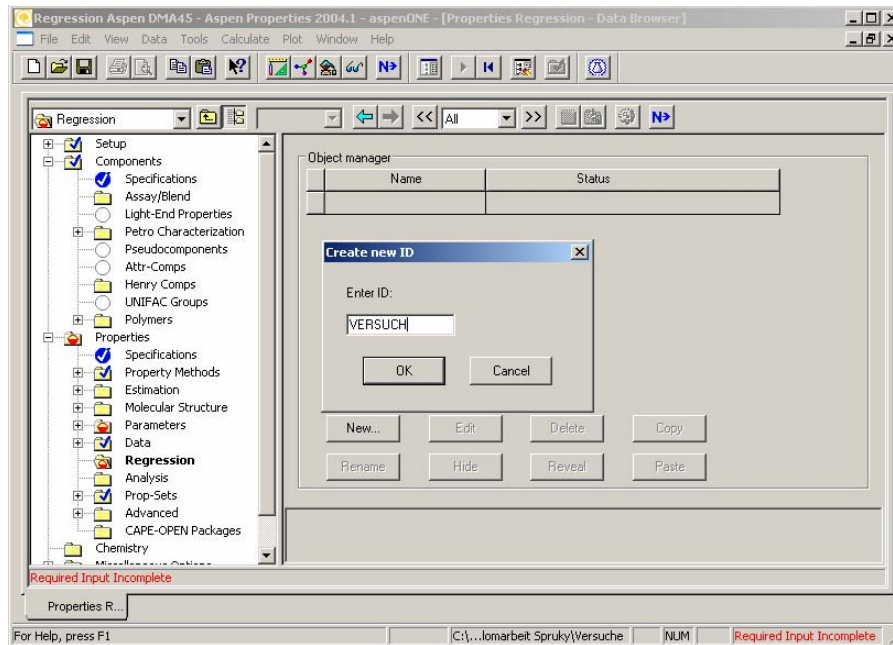 Regression Aspen DMA45 - Aspen Properties 2004.1 - aspenONE - [Properties Regression - Data Browser]
File Edit View Data Tools Calculate Plot Window Help
N>
Regression
<< All >> N>
Setup
Components
Specifications
Assay/Blend
Light-End Properties
Petro Characterization
Pseudocomponents
Attr-Comps
Henry Comps
UNIFAC Groups
Polymers
Properties
Specifications
Property Methods
Estimation
Molecular Structure
Parameters
Data
Regression
Analysis
Prop-Sets
Advanced
CAPE-OPEN Packages
Chemistry
Miscellaneous Options
Object manager
Name Status
Create new ID
Enter ID:
VERSUCH
OK Cancel
New... Edit Delete Copy
Rename Hide Reveal Paste
Required Input Incomplete
Properties R...
For Help, press F1 C:\...lomarbeit Spruky\Versuche NUM Required Input Incomplete